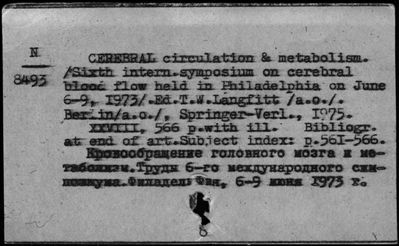 N
8493
CEREBRAL circulation & metabolism.
/Sixth intern.symposium on cerebral
blood flow held in Philadelphia on June
6-9, 1973/.Ed.T.W.Langfitt /a.o./.
Berlin/a.o./, Springer-Verl., 1975.
XXVIII, 566 p.with ill. Bibliogr.
at end of art.Subject index: p.561-566.
Кровообращение головного мозга и ме-
таболизм.Труды 6-го международного сим-
позиума.Филадельфия, 6-9 июня 1973 г.